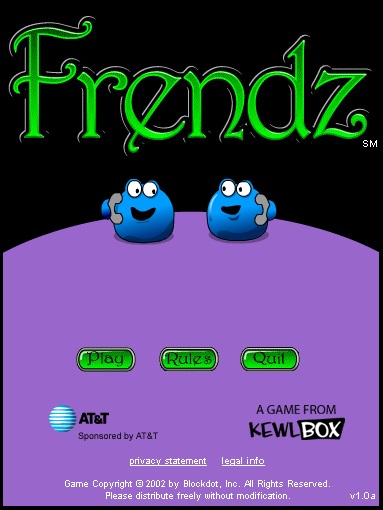 Frendz
SM
Play Rules Quit
AT&T
Sponsored by AT&T
A GAME FROM
KEWLBOX
privacy statement legal info
Game Copyright © 2002 by Blockdot, Inc. All Rights Reserved.
Please distribute freely without modification.
v1.0a